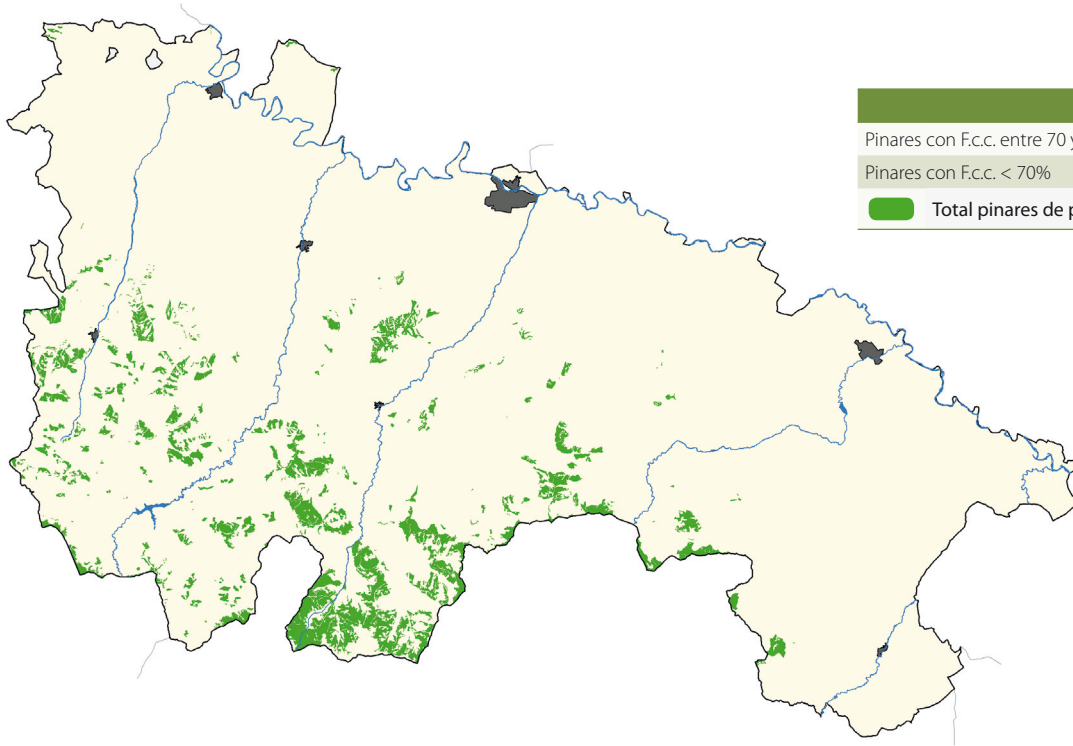 Pinares con F.c.c. entre 70 y
Pinares con F.c.c. < 70%
Total pinares de